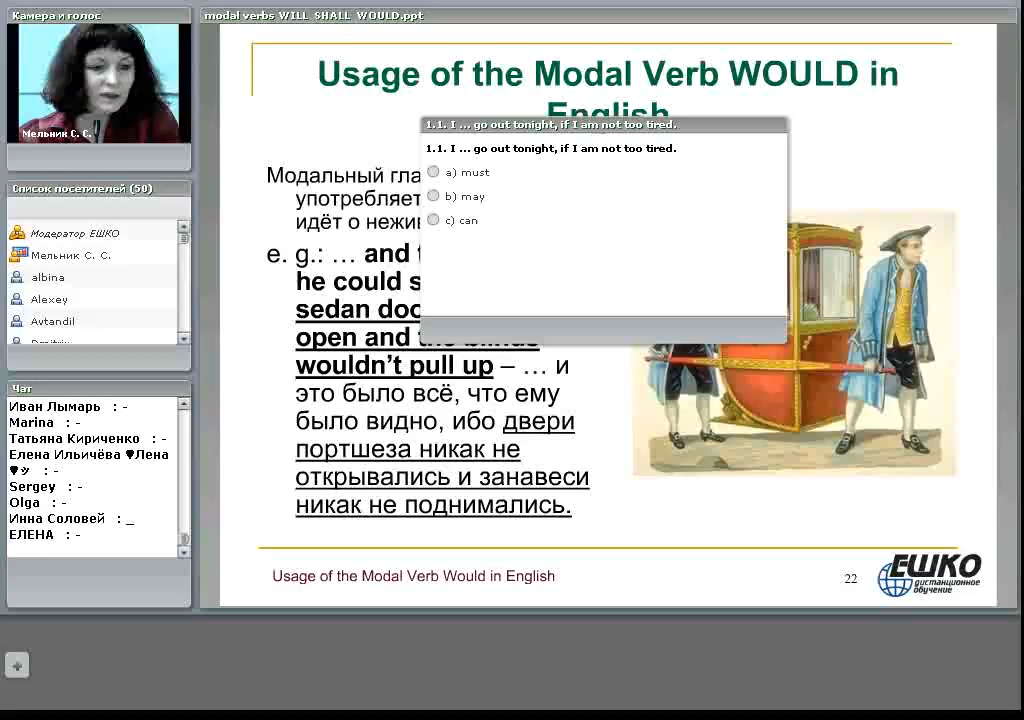 Камера и голос
Мельник С. С.
Список посетителей (50)
Модератор ЕШКО
Мельник С. С.
albina
Alexey
Avtandil
Чат
Иван Лымарь : -
Marina : -
Татьяна Кириченко : -
Елена Ильичёва ♥Лена
♥ツ : -
Sergey : -
Olga : -
Инна Соловей : _
ЕЛЕНА : -
modal verbs WILL SHALL WOULD.ppt
Usage of the Modal Verb WOULD in
English
1.1. I ... go out tonight, if I am not too tired.
1.1. I ... go out tonight, if I am not too tired.
a) must
b) may
c) can
Модальный
употребляет
идёт о
e. g.: … and
he could
sedan
open and the blinds
wouldn’t pull up – … и
это было всё, что ему
было видно, ибо двери
портшеза никак не
открывались и занавеси
никак не поднимались.
Usage of the Modal Verb Would in English
22
ЕШКО
дистанционное
обучение